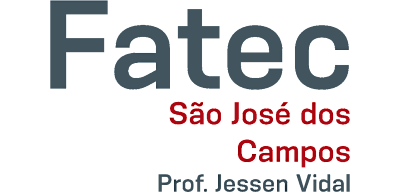 Fatec
São José dos
Campos
Prof. Jessen Vidal